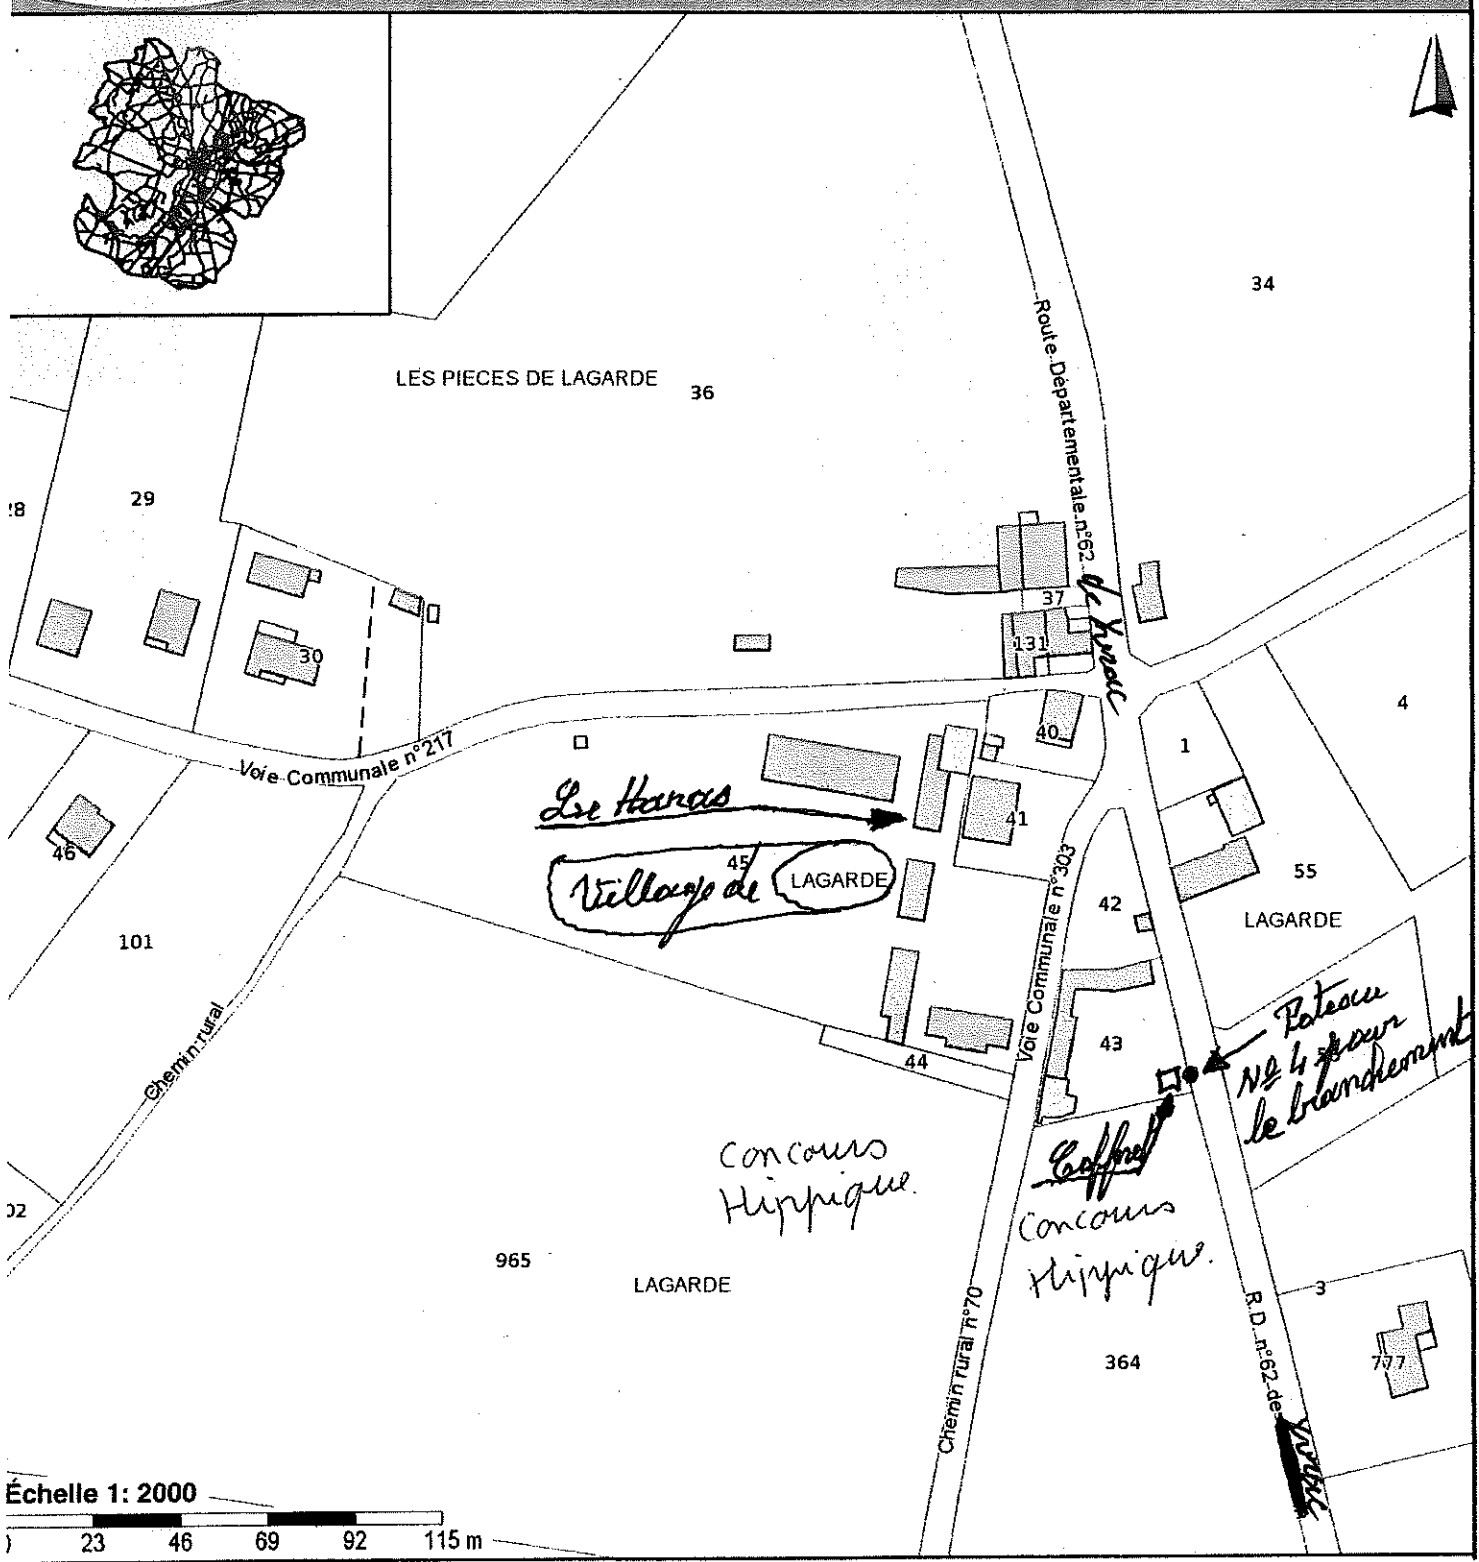 34
LES PIECES DE LAGARDE
36
Route Départementale n°62 de Yvrac
29
37
131
30
4
40
1
Voie Communale n°217
Le Haras
41
46
45
Village de LAGARDE
55
42
LAGARDE
101
Voie Communale n°303
Chemin rural
Poteau
N° 4 pour
le branchement
43
44
Coffret
Concours
Hippique.
Concours
Hippique.
965
LAGARDE
3
R.D. n°62 de Yvrac
364
777
Chemin rural n°70
Échelle 1: 2000
23 46 69 92 115 m